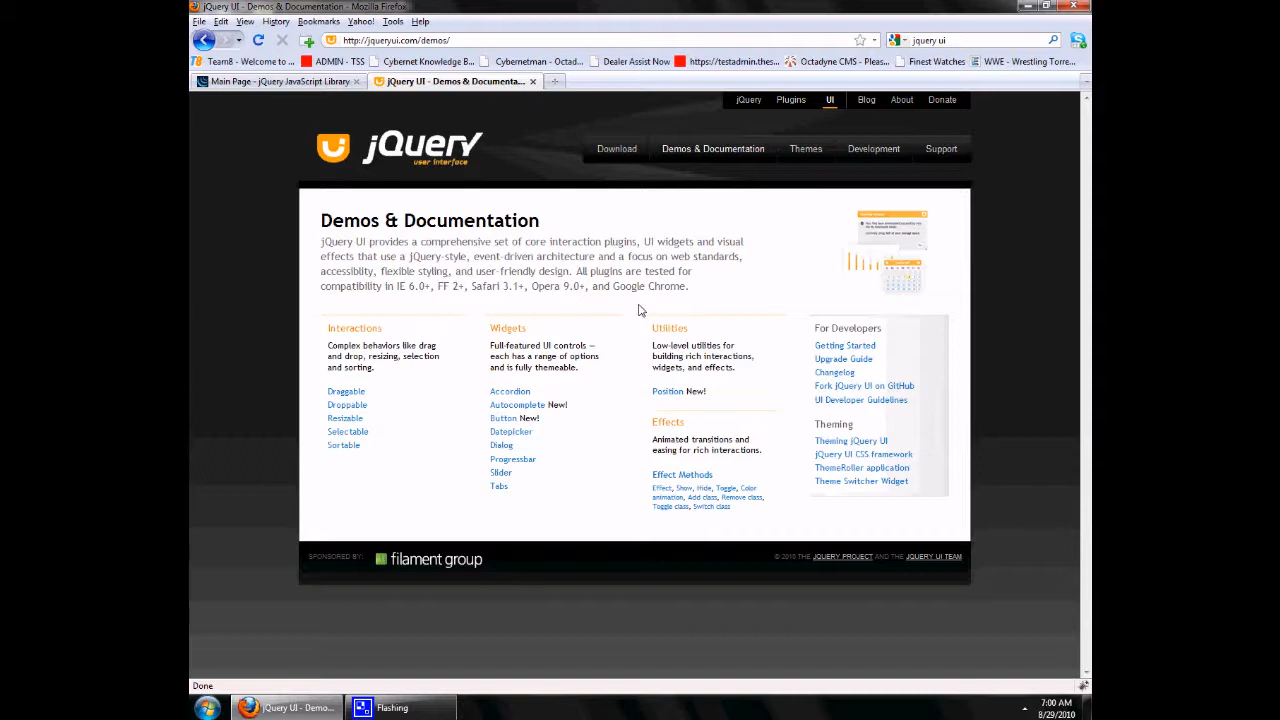 jQuery UI - Demos & Documentation - Mozilla Firefox
File Edit View History Bookmarks Yahoo! Tools Help
http://jqueryui.com/demos/
jquery ui
Team8 - Welcome to ... ADMIN - TSS Cybernet Knowledge B... Cybernetman - Octad... Dealer Assist Now https://testadmin.thes... Octadyne CMS - Pleas... Finest Watches WWE - Wrestling Torre...
Main Page - jQuery JavaScript Library
jQuery UI - Demos & Documenta...
jQuery Plugins UI Blog About Donate
jQuery
user interface
Download Demos & Documentation Themes Development Support
Demos & Documentation
jQuery UI provides a comprehensive set of core interaction plugins, UI widgets and visual
effects that use a jQuery-style, event-driven architecture and a focus on web standards,
accessiblity, flexible styling, and user-friendly design. All plugins are tested for
compatibility in IE 6.0+, FF 2+, Safari 3.1+, Opera 9.0+, and Google Chrome.
Interactions
Complex behaviors like drag
and drop, resizing, selection
and sorting.
Draggable
Droppable
Resizable
Selectable
Sortable
Widgets
Full-featured UI controls —
each has a range of options
and is fully themeable.
Accordion
Autocomplete New!
Button New!
Datepicker
Dialog
Progressbar
Slider
Tabs
Utilities
Low-level utilities for
building rich interactions,
widgets, and effects.
Position New!
Effects
Animated transitions and
easing for rich interactions.
Effect Methods
Effect, Show, Hide, Toggle, Color
animation, Add class, Remove class,
Toggle class, Switch class
For Developers
Getting Started
Upgrade Guide
Changelog
Fork jQuery UI on GitHub
UI Developer Guidelines
Theming
Theming jQuery UI
jQuery UI CSS framework
ThemeRoller application
Theme Switcher Widget
SPONSORED BY: filament group
© 2010 THE JQUERY PROJECT AND THE JQUERY UI TEAM
Done
jQuery UI - Demo...
Flashing
7:00 AM
8/29/2010